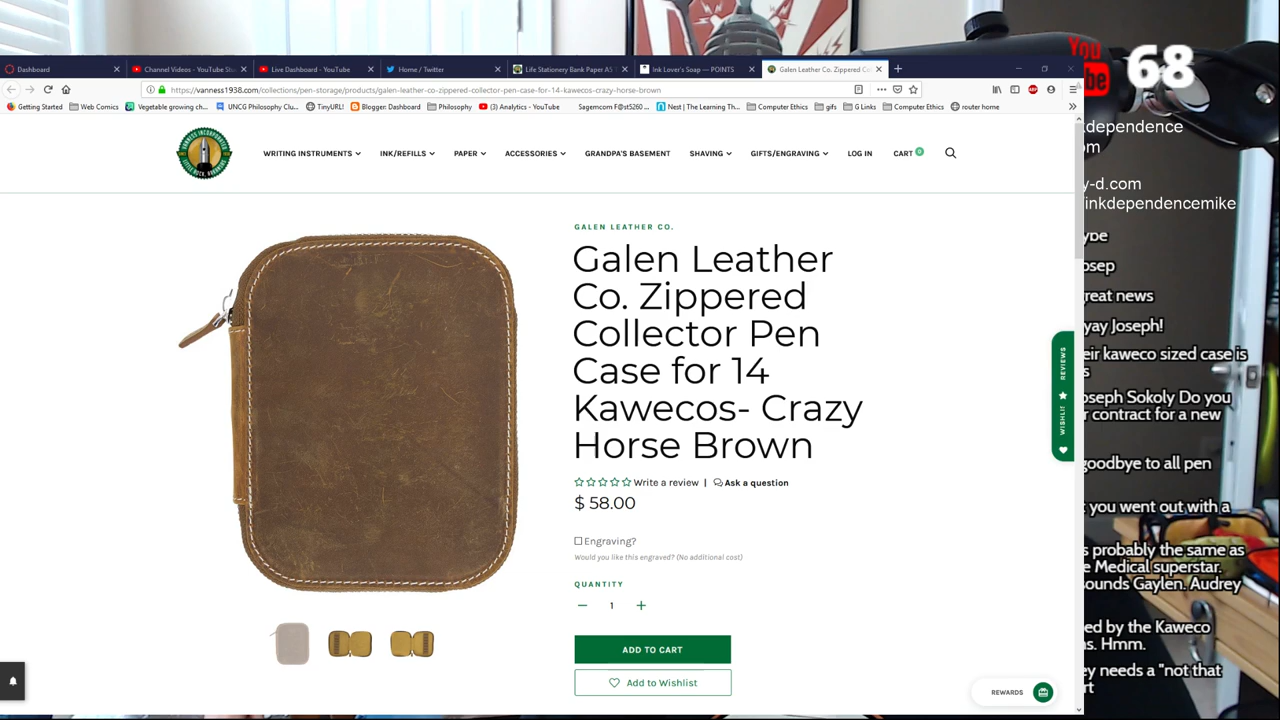 Dashboard
Channel Videos - YouTube Stu
Live Dashboard - YouTube
Home / Twitter
Life Stationery Bank Paper A5
Ink Lover's Soap — POINTS
Galen Leather Co. Zippered Co
https://vanness1938.com/collections/pen-storage/products/galen-leather-co-zippered-collector-pen-case-for-14-kawecos-crazy-horse-brown
Getting Started
Web Comics
Vegetable growing ch...
UNCG Philosophy Clu...
TinyURL!
Blogger: Dashboard
Philosophy
(3) Analytics - YouTube
Sagemcom F@st5260 ...
Nest | The Learning Th...
Computer Ethics
gifs
Computer Ethics
router home
You
Tube
68
WRITING INSTRUMENTS
INK/REFILLS
PAPER
ACCESSORIES
GRANDPA'S BASEMENT
SHAVING
GIFTS/ENGRAVING
LOG IN
CART 0
GALEN LEATHER CO.
Galen Leather
Co. Zippered
Collector Pen
Case for 14
Kawecos- Crazy
Horse Brown
Write a review | Ask a question
$ 58.00
Engraving?
Would you like this engraved? (No additional cost)
QUANTITY
1
ADD TO CART
Add to Wishlist
REVIEWS
WISHLIST
REWARDS
dependence
om
y-d.com
inkdependencemike
ype
osep
reat news
yay Joseph!
eir kaweco sized case is
s
oseph Sokoly Do you
r contract for a new
goodbye to all pen
t you went out with a
s probably the same as
e Medical superstar.
ounds Gaylen. Audrey
ed by the Kaweco
ns. Hmm.
ey needs a "not that
rt